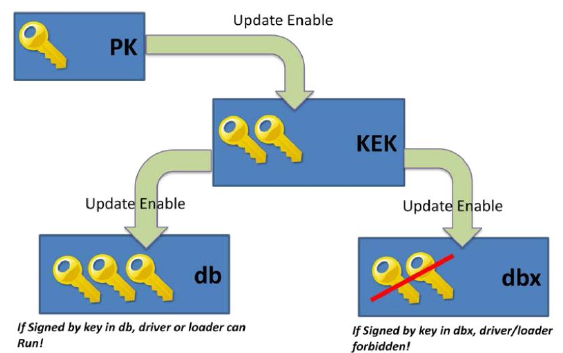 Update Enable
PK
KEK
Update Enable
Update Enable
db
dbx
If Signed by key in db, driver or loader can
Run!
If Signed by key in dbx, driver/loader
forbidden!